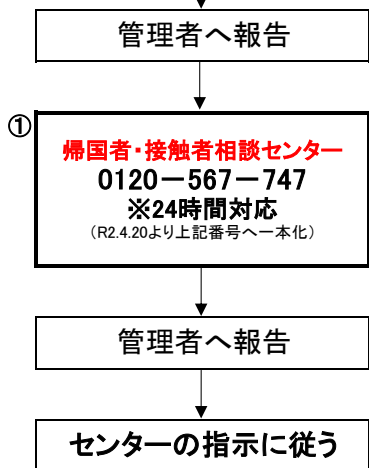 管理者へ報告
①
帰国者・接触者相談センター
0120－567－747
※24時間対応
（R2.4.20より上記番号へ一本化）
管理者へ報告
センターの指示に従う